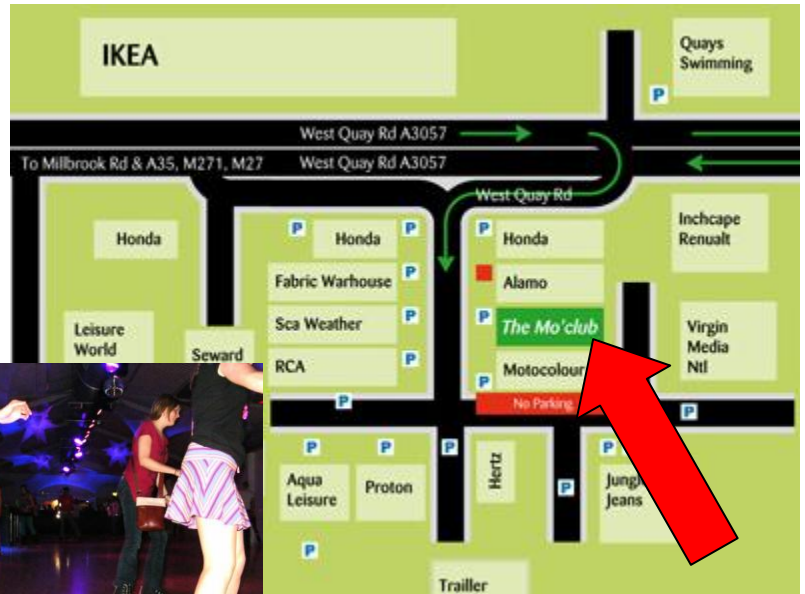 IKEA
Quays
Swimming
P
West Quay Rd A3057
To Millbrook Rd & A35, M271, M27
West Quay Rd A3057
West Quay Rd
Inchcape
Renualt
Honda
P
Honda
P
P
Honda
Fabric Warhouse
P
Alamo
Leisure
World
Sca Weather
P
P
The Mo'club
Virgin
Media
Ntl
Seward
RCA
P
P
Motocolour
P
No Parking
P
P
P
P
P
Aqua
Leisure
Proton
Hertz
P
Jungl
Jeans
P
Trailler